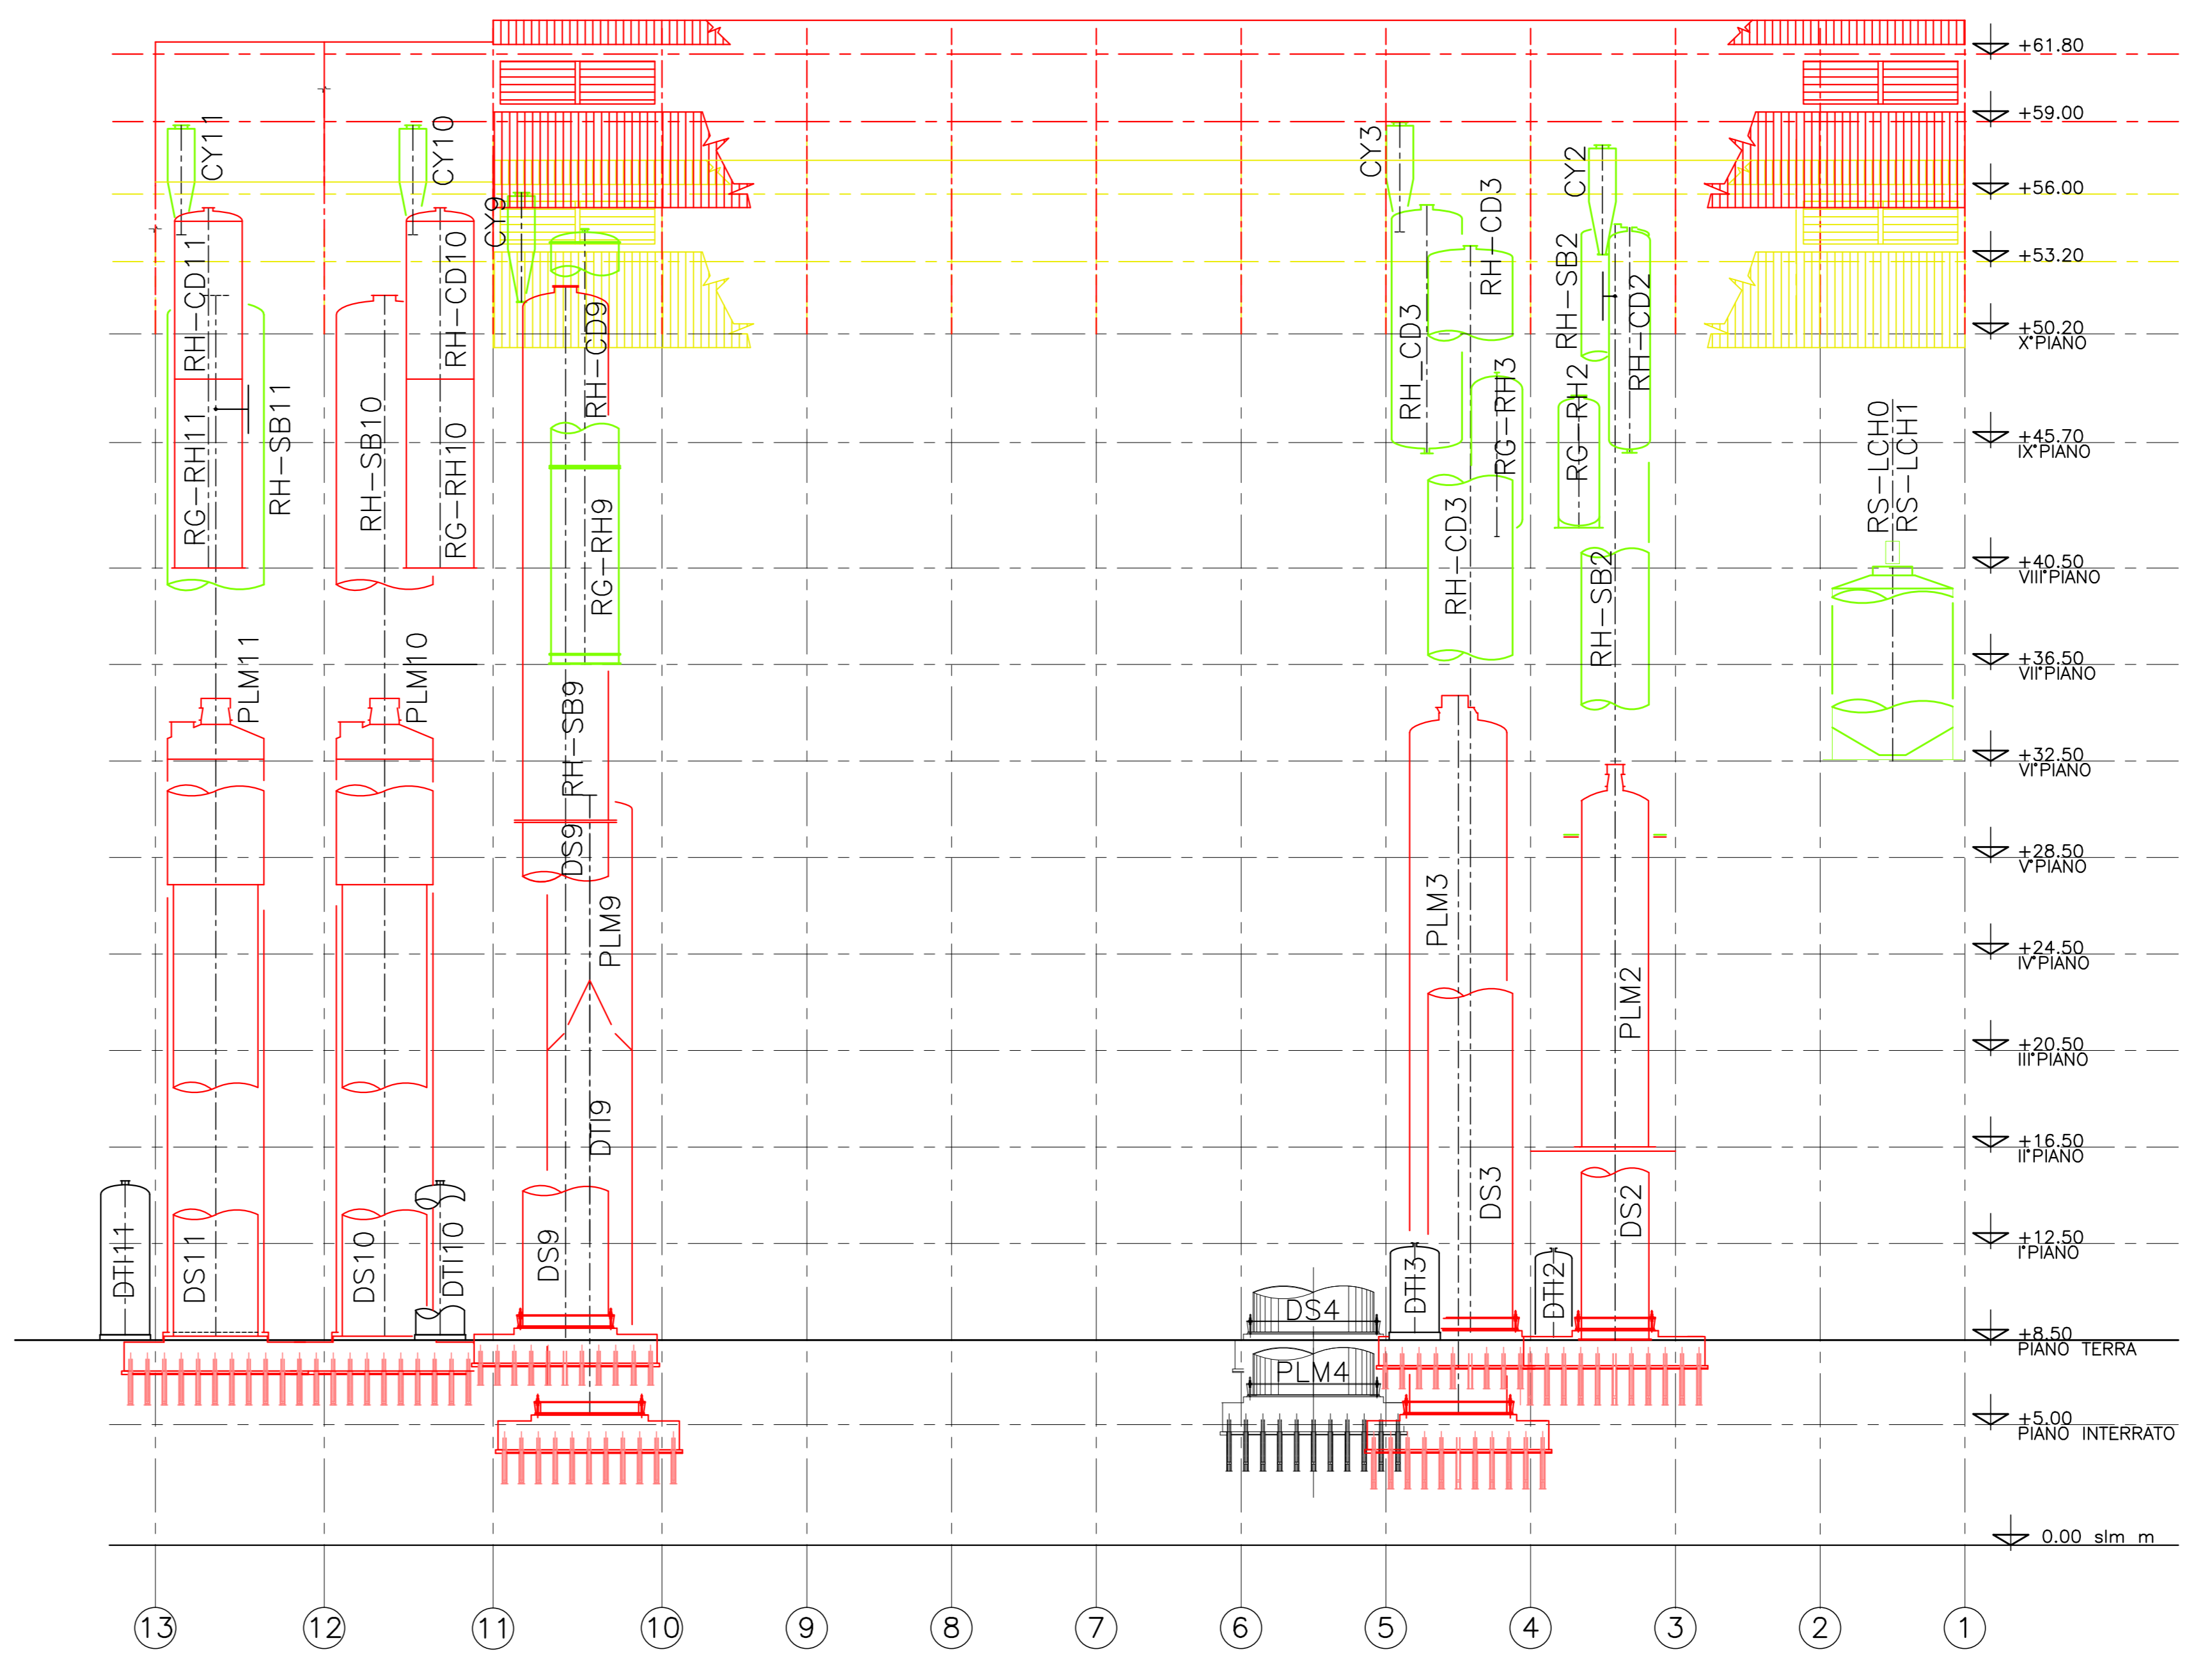 +61.80
+59.00
+56.00
+53.20
+50.20
X°PIANO
+45.70
IX°PIANO
+40.50
VIII°PIANO
+36.50
VII°PIANO
+32.50
VI°PIANO
+28.50
V°PIANO
+24.50
IV°PIANO
+20.50
III°PIANO
+16.50
II°PIANO
+12.50
I°PIANO
+8.50
PIANO TERRA
+5.00
PIANO INTERRATO
0.00 slm m
CY11
CY10
CY9
CY3
CY2
RH-CD11
RG-RH11
RH-SB11
RH-SB10
RH-CD10
RG-RH10
RH-CD9
RG-RH9
RH-SB9
DS9
PLM9
DTI9
DS9
PLM11
PLM10
DTI11
DS11
DS10
DTI10
RH-CD3
RH_CD3
RG-RH3
RH-CD3
RH-SB2
RH-CD2
RG-RH2
RH-SB2
RS-LCH0
RS-LCH1
PLM3
PLM2
DS3
DS2
DTI3
DTI2
DS4
PLM4
13
12
11
10
9
8
7
6
5
4
3
2
1